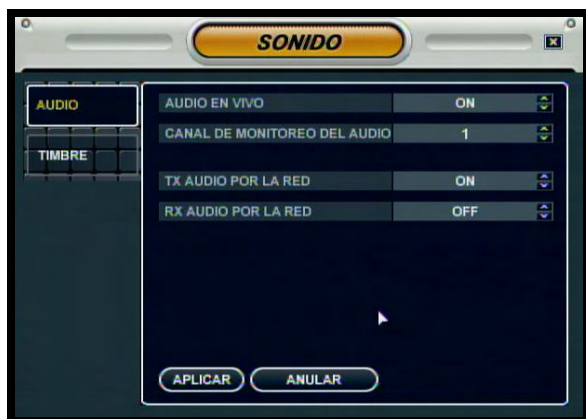 SONIDO
AUDIO
TIMBRE
AUDIO EN VIVO ON
CANAL DE MONITOREO DEL AUDIO 1
TX AUDIO POR LA RED ON
RX AUDIO POR LA RED OFF
APLICAR ANULAR